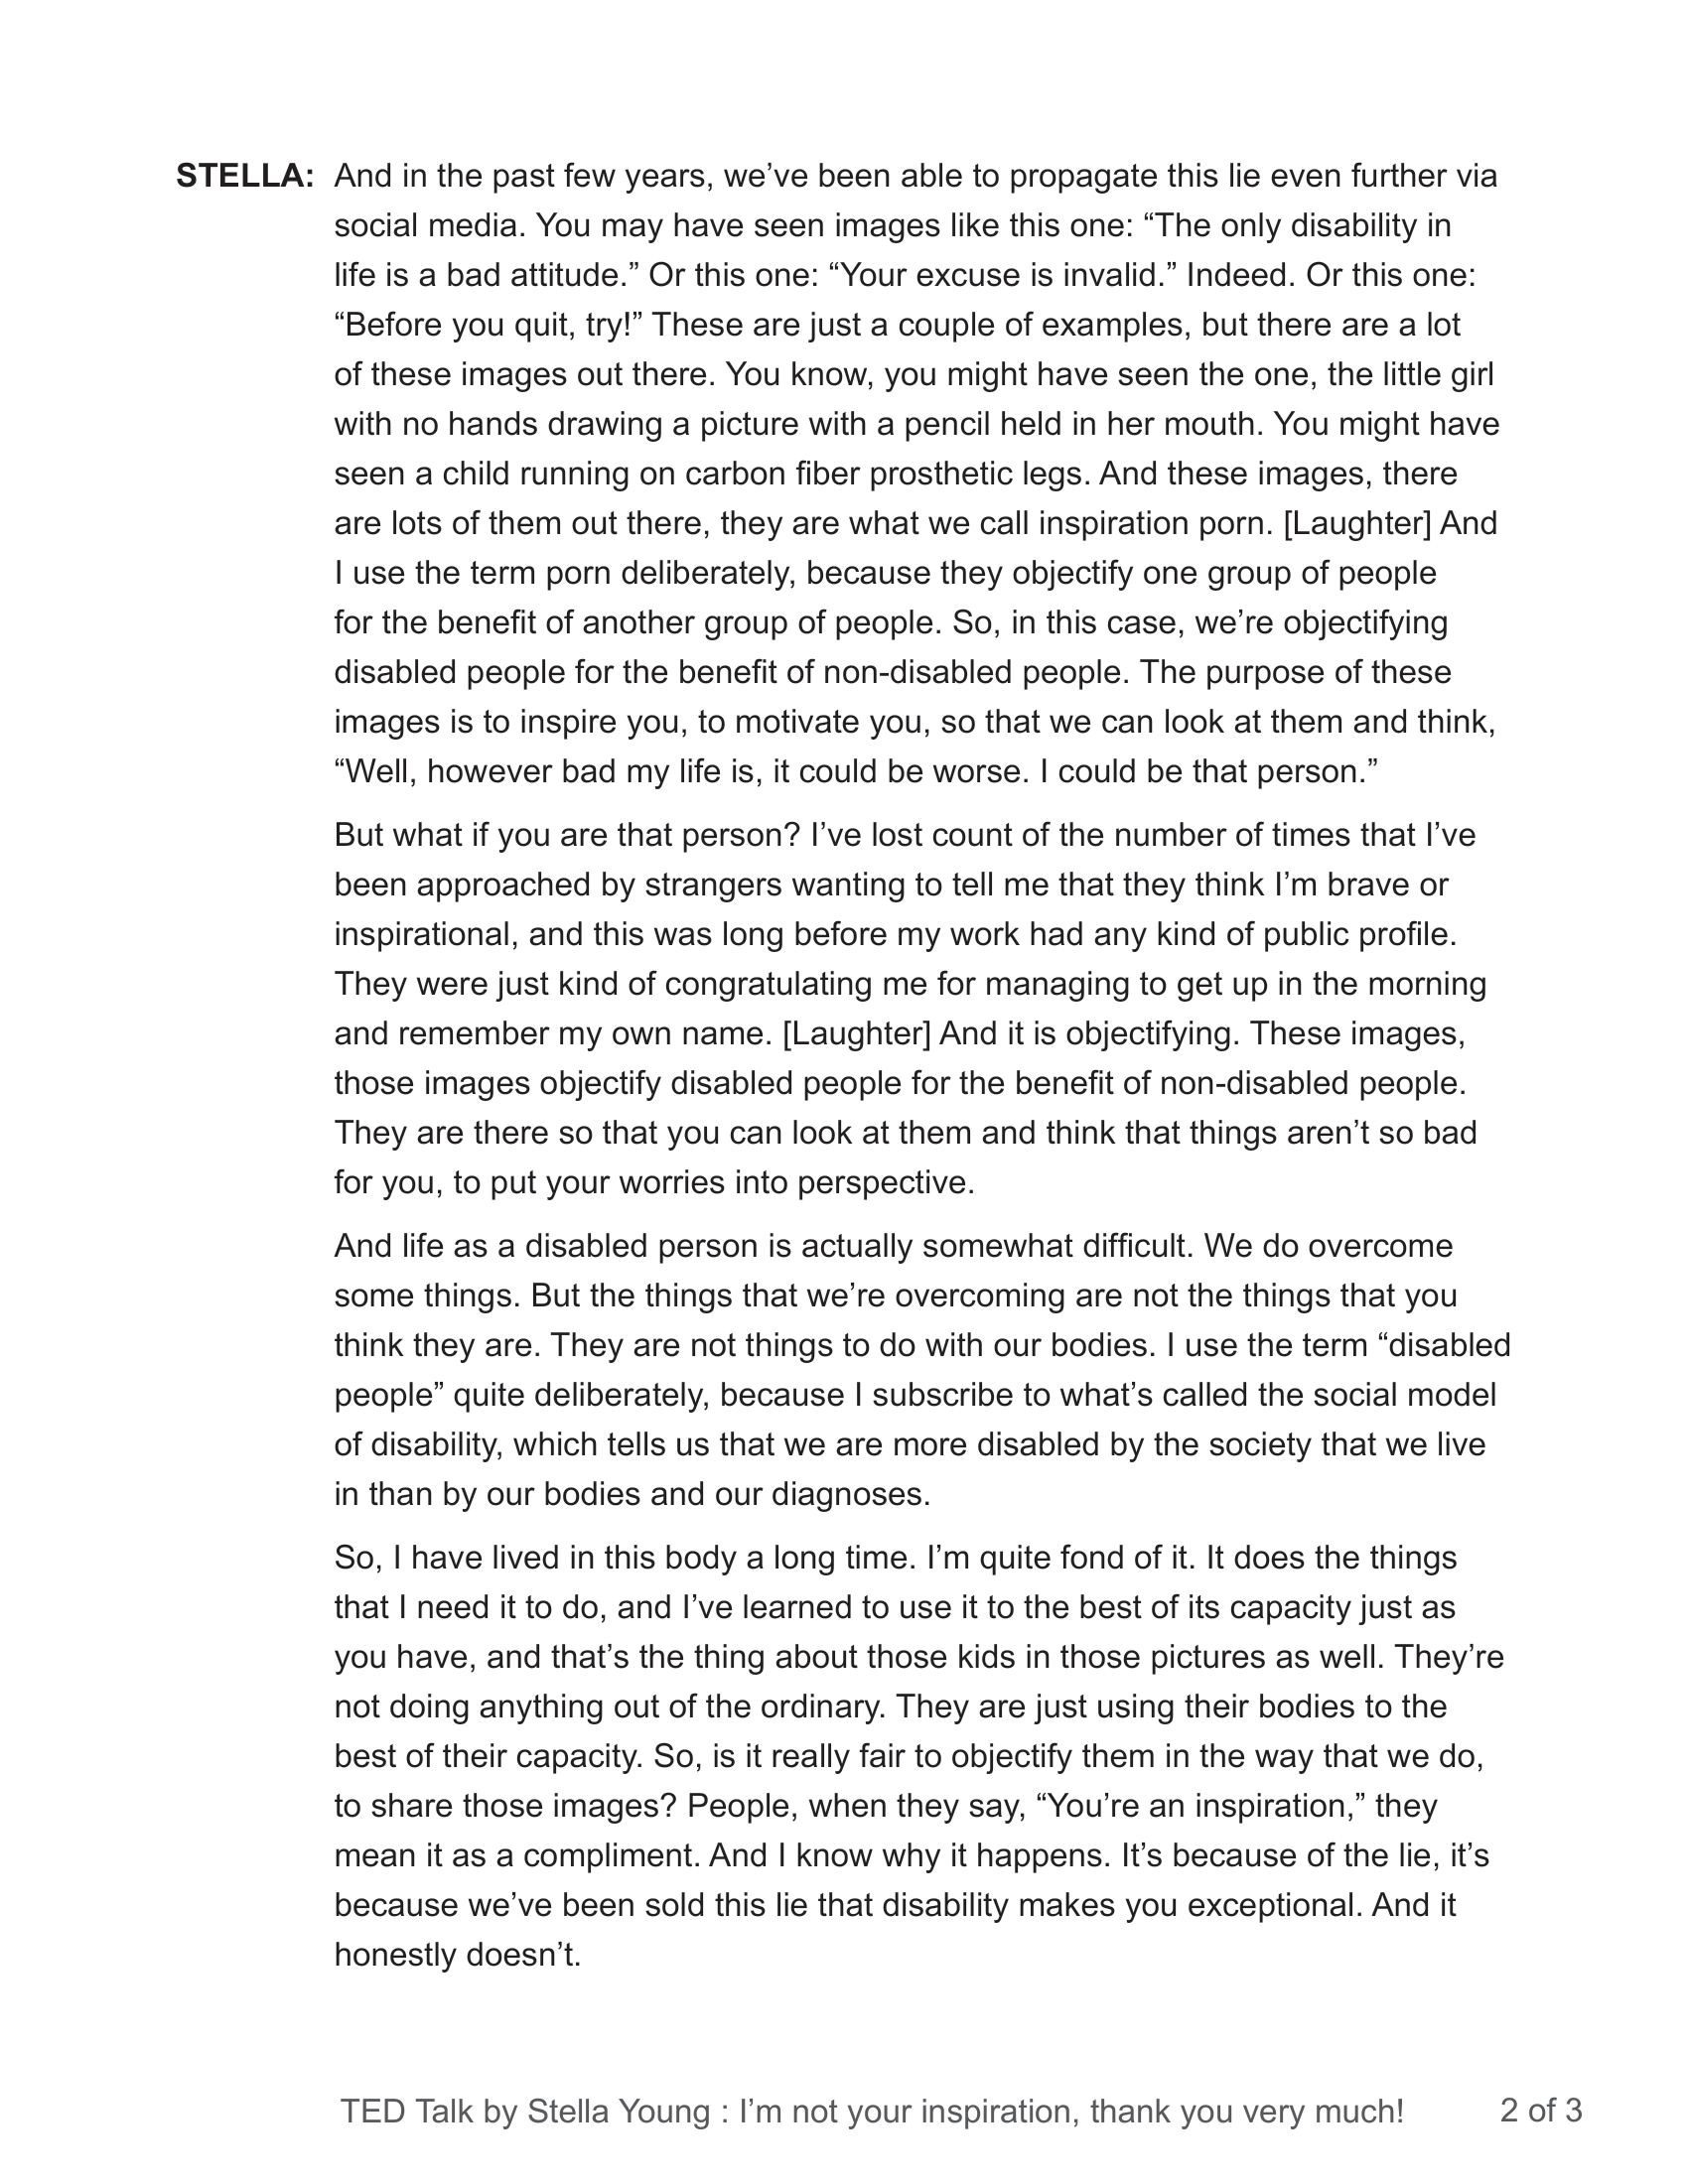 STELLA: And in the past few years, we’ve been able to propagate this lie even further via
social media. You may have seen images like this one: “The only disability in
life is a bad attitude.” Or this one: “Your excuse is invalid.” Indeed. Or this one:
“Before you quit, try!” These are just a couple of examples, but there are a lot
of these images out there. You know, you might have seen the one, the little girl
with no hands drawing a picture with a pencil held in her mouth. You might have
seen a child running on carbon fiber prosthetic legs. And these images, there
are lots of them out there, they are what we call inspiration porn. [Laughter] And
I use the term porn deliberately, because they objectify one group of people
for the benefit of another group of people. So, in this case, we’re objectifying
disabled people for the benefit of non-disabled people. The purpose of these
images is to inspire you, to motivate you, so that we can look at them and think,
“Well, however bad my life is, it could be worse. I could be that person.”
But what if you are that person? I’ve lost count of the number of times that I’ve
been approached by strangers wanting to tell me that they think I’m brave or
inspirational, and this was long before my work had any kind of public profile.
They were just kind of congratulating me for managing to get up in the morning
and remember my own name. [Laughter] And it is objectifying. These images,
those images objectify disabled people for the benefit of non-disabled people.
They are there so that you can look at them and think that things aren’t so bad
for you, to put your worries into perspective.
And life as a disabled person is actually somewhat difficult. We do overcome
some things. But the things that we’re overcoming are not the things that you
think they are. They are not things to do with our bodies. I use the term “disabled
people” quite deliberately, because I subscribe to what’s called the social model
of disability, which tells us that we are more disabled by the society that we live
in than by our bodies and our diagnoses.
So, I have lived in this body a long time. I’m quite fond of it. It does the things
that I need it to do, and I’ve learned to use it to the best of its capacity just as
you have, and that’s the thing about those kids in those pictures as well. They’re
not doing anything out of the ordinary. They are just using their bodies to the
best of their capacity. So, is it really fair to objectify them in the way that we do,
to share those images? People, when they say, “You’re an inspiration,” they
mean it as a compliment. And I know why it happens. It’s because of the lie, it’s
because we’ve been sold this lie that disability makes you exceptional. And it
honestly doesn’t.
TED Talk by Stella Young : I’m not your inspiration, thank you very much! 2 of 3